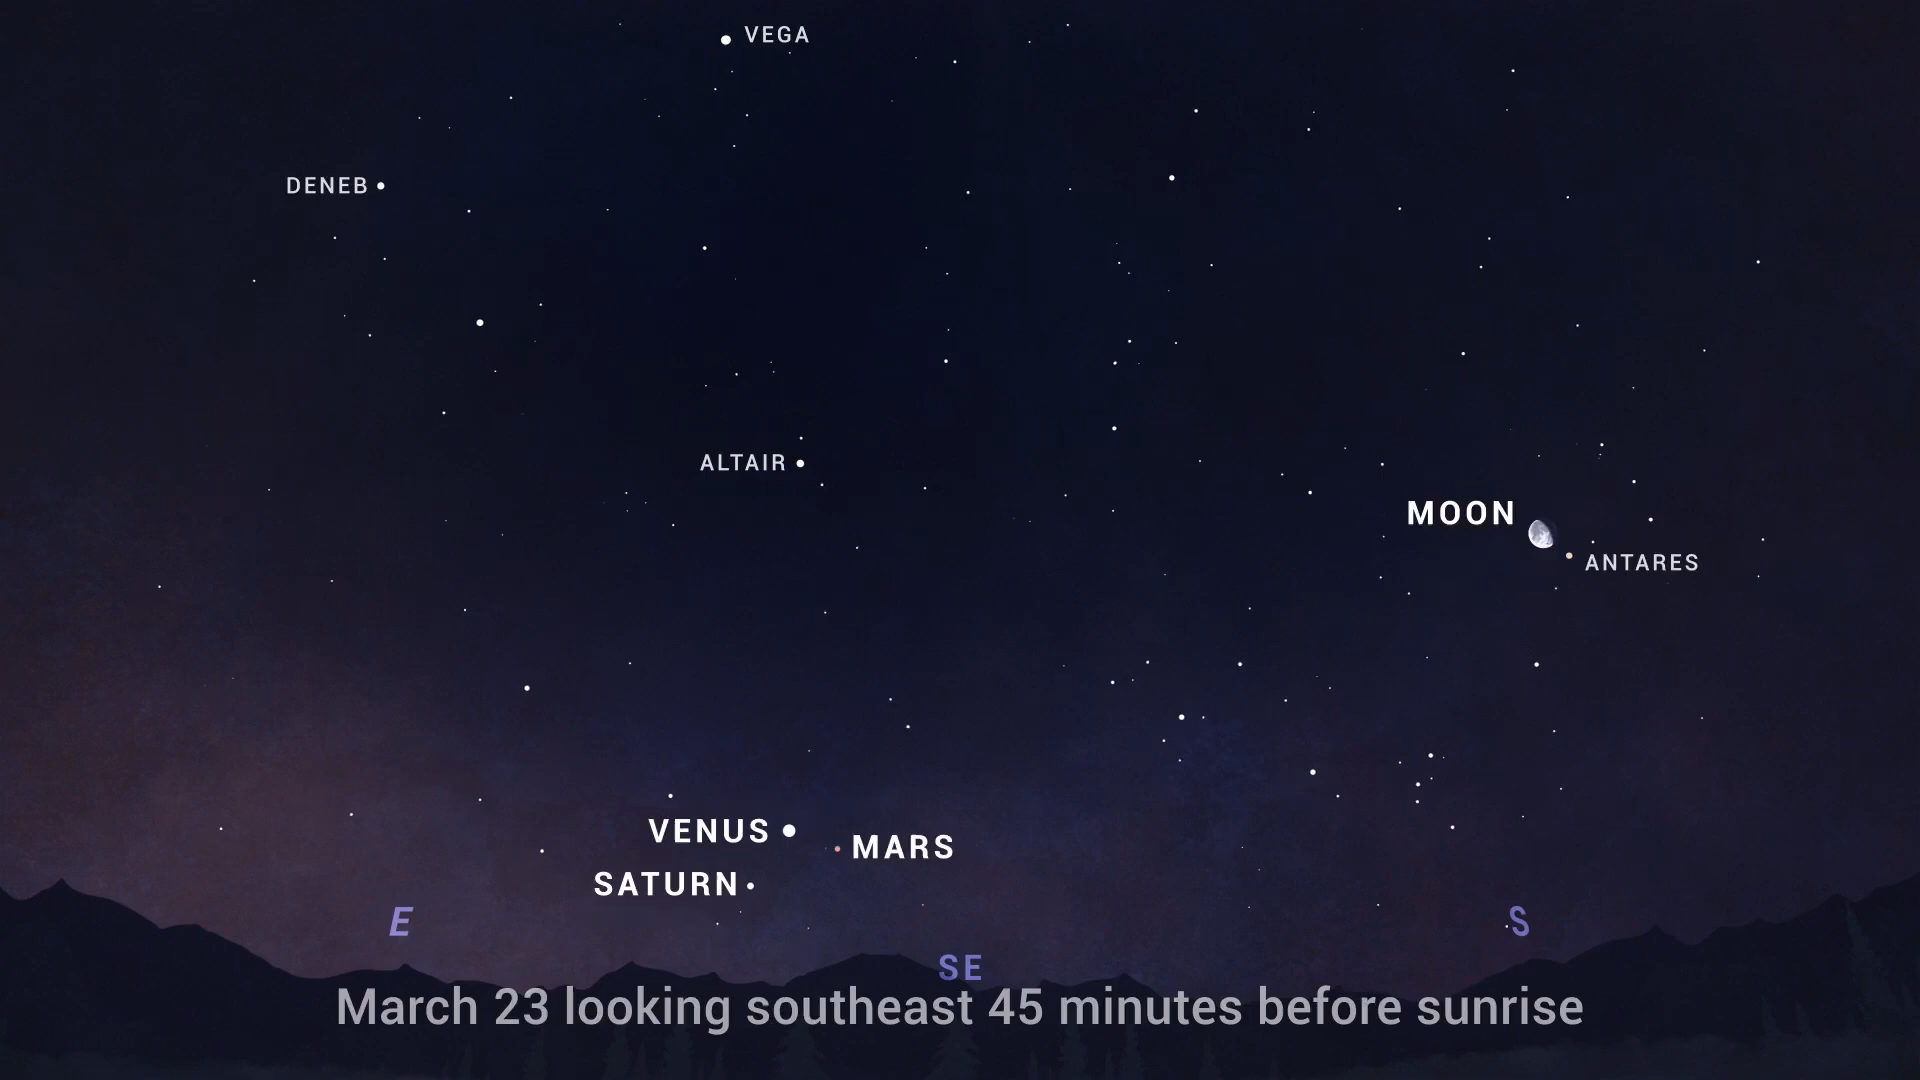 VEGA
DENEB
ALTAIR
MOON
ANTARES
VENUS
MARS
SATURN
E
S
SE
March 23 looking southeast 45 minutes before sunrise